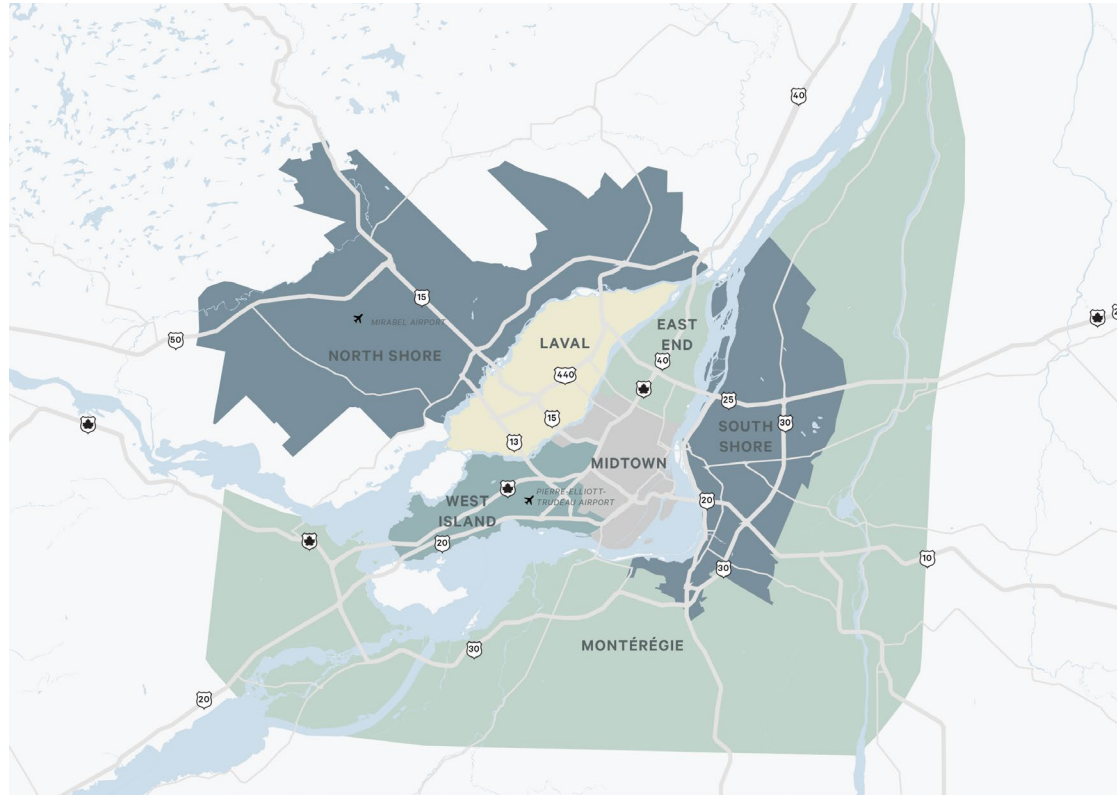 40
15
MIRABEL AIRPORT
50
NORTH SHORE
LAVAL
EAST
END
40
440
25
15
30
SOUTH
SHORE
13
MIDTOWN
PIERRE-ELLIOTT-
TRUDEAU AIRPORT
WEST
ISLAND
20
20
10
30
MONTÉRÉGIE
30
20